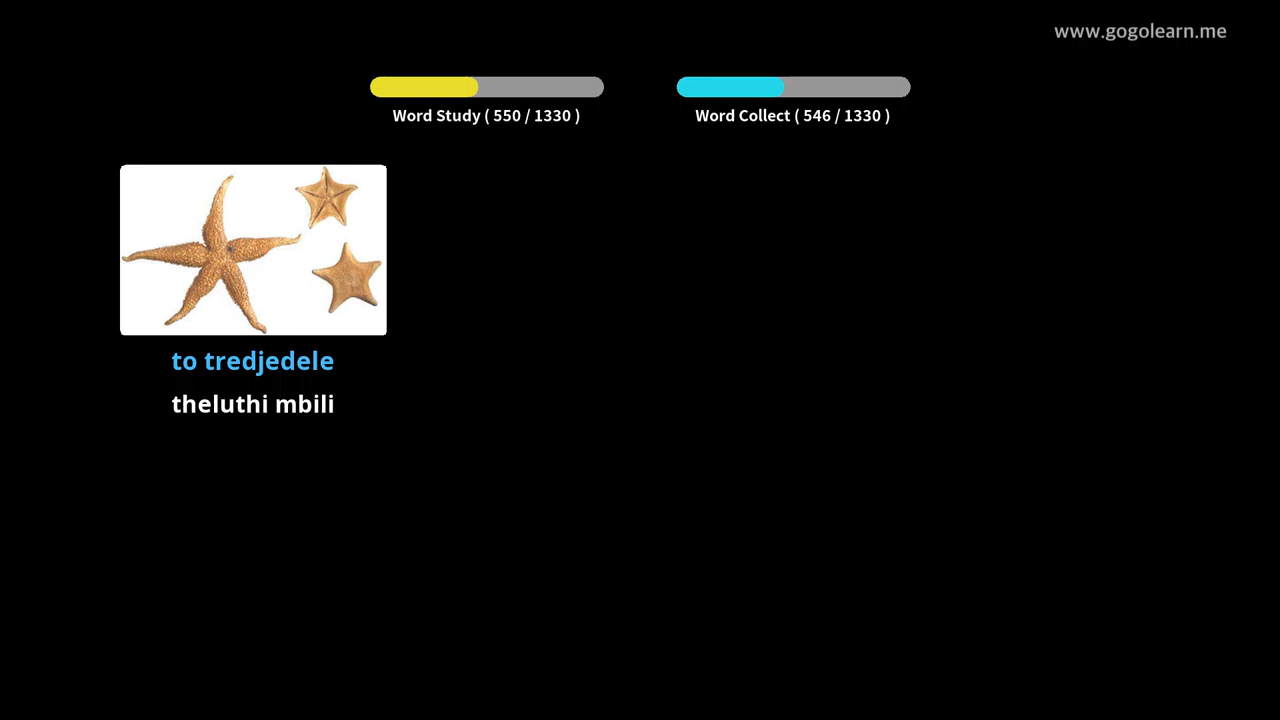 www.gogolearn.me
Word Study ( 550 / 1330 )
Word Collect ( 546 / 1330 )
to tredjedele
theluthi mbili